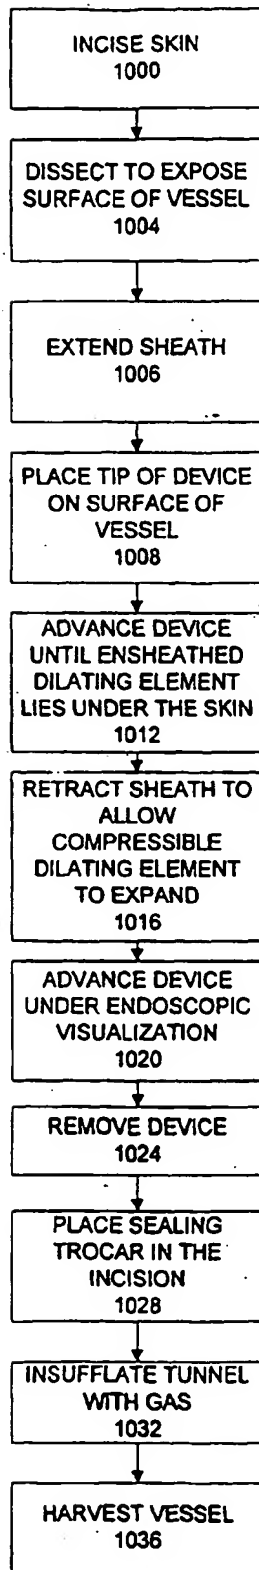 INCISE SKIN
1000
DISSECT TO EXPOSE
SURFACE OF VESSEL
1004
EXTEND SHEATH
1006
PLACE TIP OF DEVICE
ON SURFACE OF
VESSEL
1008
ADVANCE DEVICE
UNTIL ENSHEATHED
DILATING ELEMENT
LIES UNDER THE SKIN
1012
RETRACT SHEATH TO
ALLOW
COMPRESSIBLE
DILATING ELEMENT
TO EXPAND
1016
ADVANCE DEVICE
UNDER ENDOSCOPIC
VISUALIZATION
1020
REMOVE DEVICE
1024
PLACE SEALING
TROCAR IN THE
INCISION
1028
INSUFFLATE TUNNEL
WITH GAS
1032
HARVEST VESSEL
1036